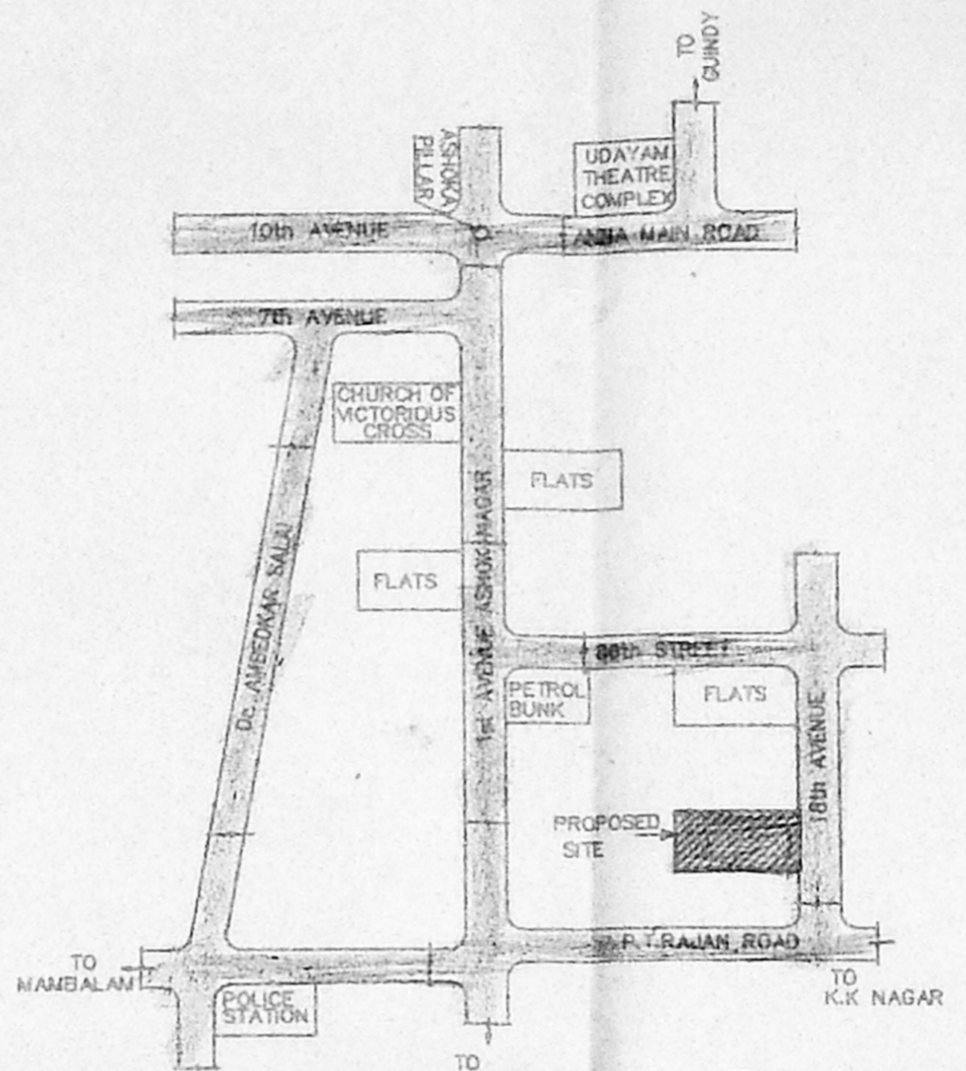 TO
GUINDY
ASHOKA
PILLAR
UDAYAM
THEATRE
COMPLEX
10th AVENUE
ANNA MAIN ROAD
7th AVENUE
CHURCH OF
VICTORIOUS
CROSS
FLATS
1st AVENUE ASHOK NAGAR
FLATS
Dr. AMBEDKAR SALAI
STREET
PETROL
BUNK
FLATS
18th AVENUE
PROPOSED
SITE
P.T.RAJAN ROAD
TO
MAMBALAM
POLICE
STATION
TO
K.K NAGAR
TO